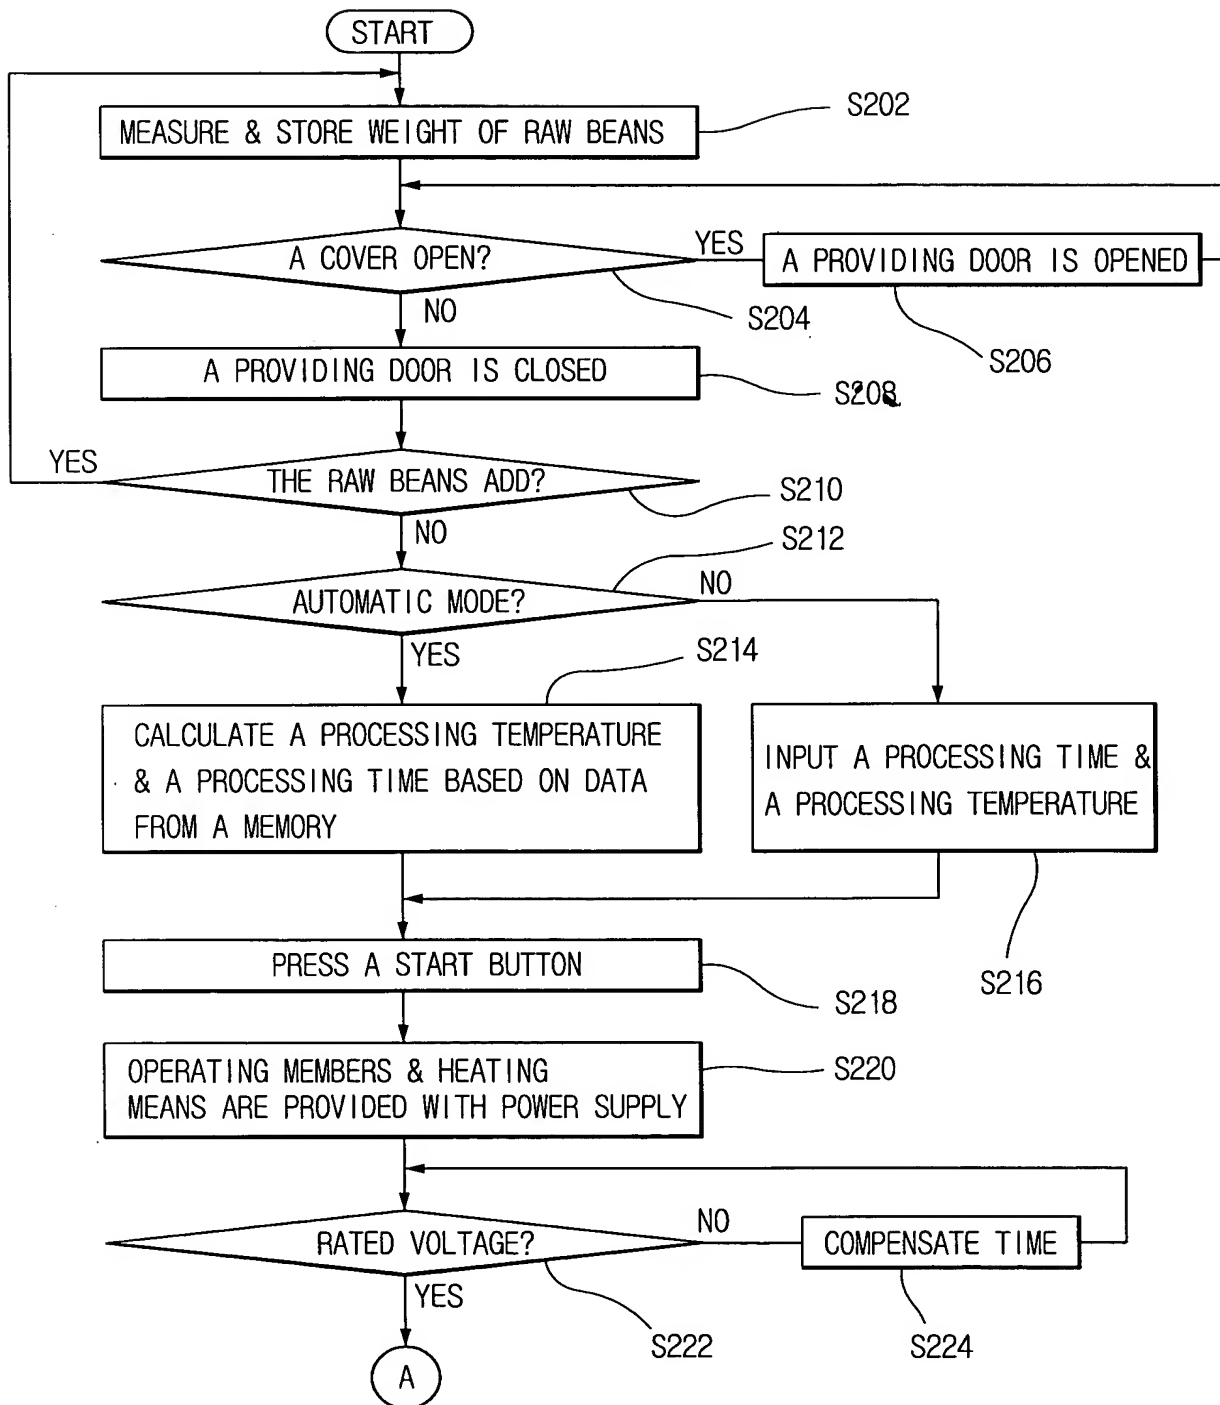 START
S202
MEASURE & STORE WEIGHT OF RAW BEANS
A COVER OPEN?
YES
A PROVIDING DOOR IS OPENED
NO
S204
S206
A PROVIDING DOOR IS CLOSED
S208
YES
THE RAW BEANS ADD?
S210
NO
S212
AUTOMATIC MODE?
NO
YES
S214
CALCULATE A PROCESSING TEMPERATURE
& A PROCESSING TIME BASED ON DATA
FROM A MEMORY
INPUT A PROCESSING TIME &
A PROCESSING TEMPERATURE
PRESS A START BUTTON
S216
S218
OPERATING MEMBERS & HEATING
MEANS ARE PROVIDED WITH POWER SUPPLY
S220
RATED VOLTAGE?
NO
COMPENSATE TIME
YES
S222
S224
A